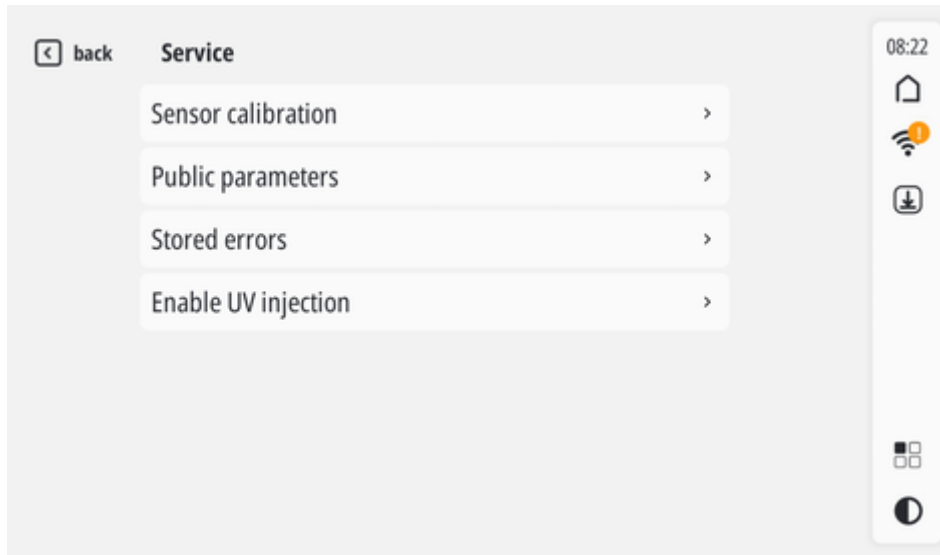 back Service
08:22
Sensor calibration
Public parameters
Stored errors
Enable UV injection